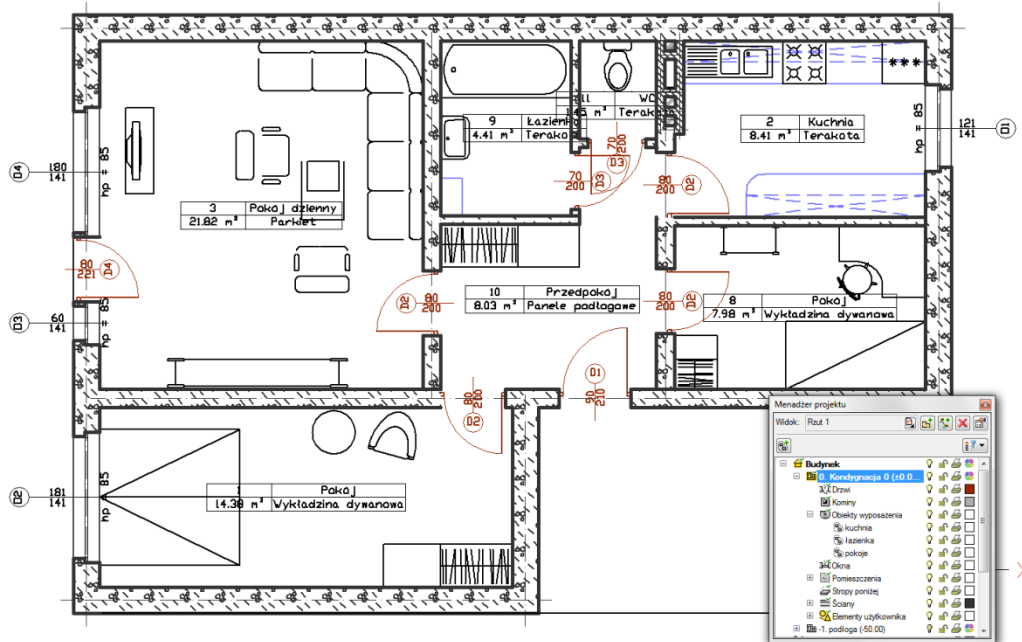 9 Łazienka
4.41 m² Terako
11 WC
Terak
2 Kuchnia
8.41 m² Terakota
hp = 85
121
141
D1
D4
180
141
hp = 85
3 Pokój dzienny
21.82 m² Parkiet
70
200
D3
70
200
D3
80
200
D2
80
221
D4
10 Przedpokój
8.03 m² Panele podłogowe
D2
80
200
80
200
D2
8 Pokój
7.98 m² Wykładzina dywanowa
D3
60
141
hp = 85
D1
90
210
80
200
D2
D2
181
141
hp = 85
1 Pokój
14.38 m² Wykładzina dywanowa
Menadżer projektu
Widok: Rzut 1
Budynek
0. Kondygnacja 0 (±0.0...
Drzwi
Kominy
Obiekty wyposażenia
kuchnia
łazienka
pokoje
Okna
Pomieszczenia
Stropy poniżej
Ściany
Elementy użytkownika
-1. podłoga (-50.00)
X